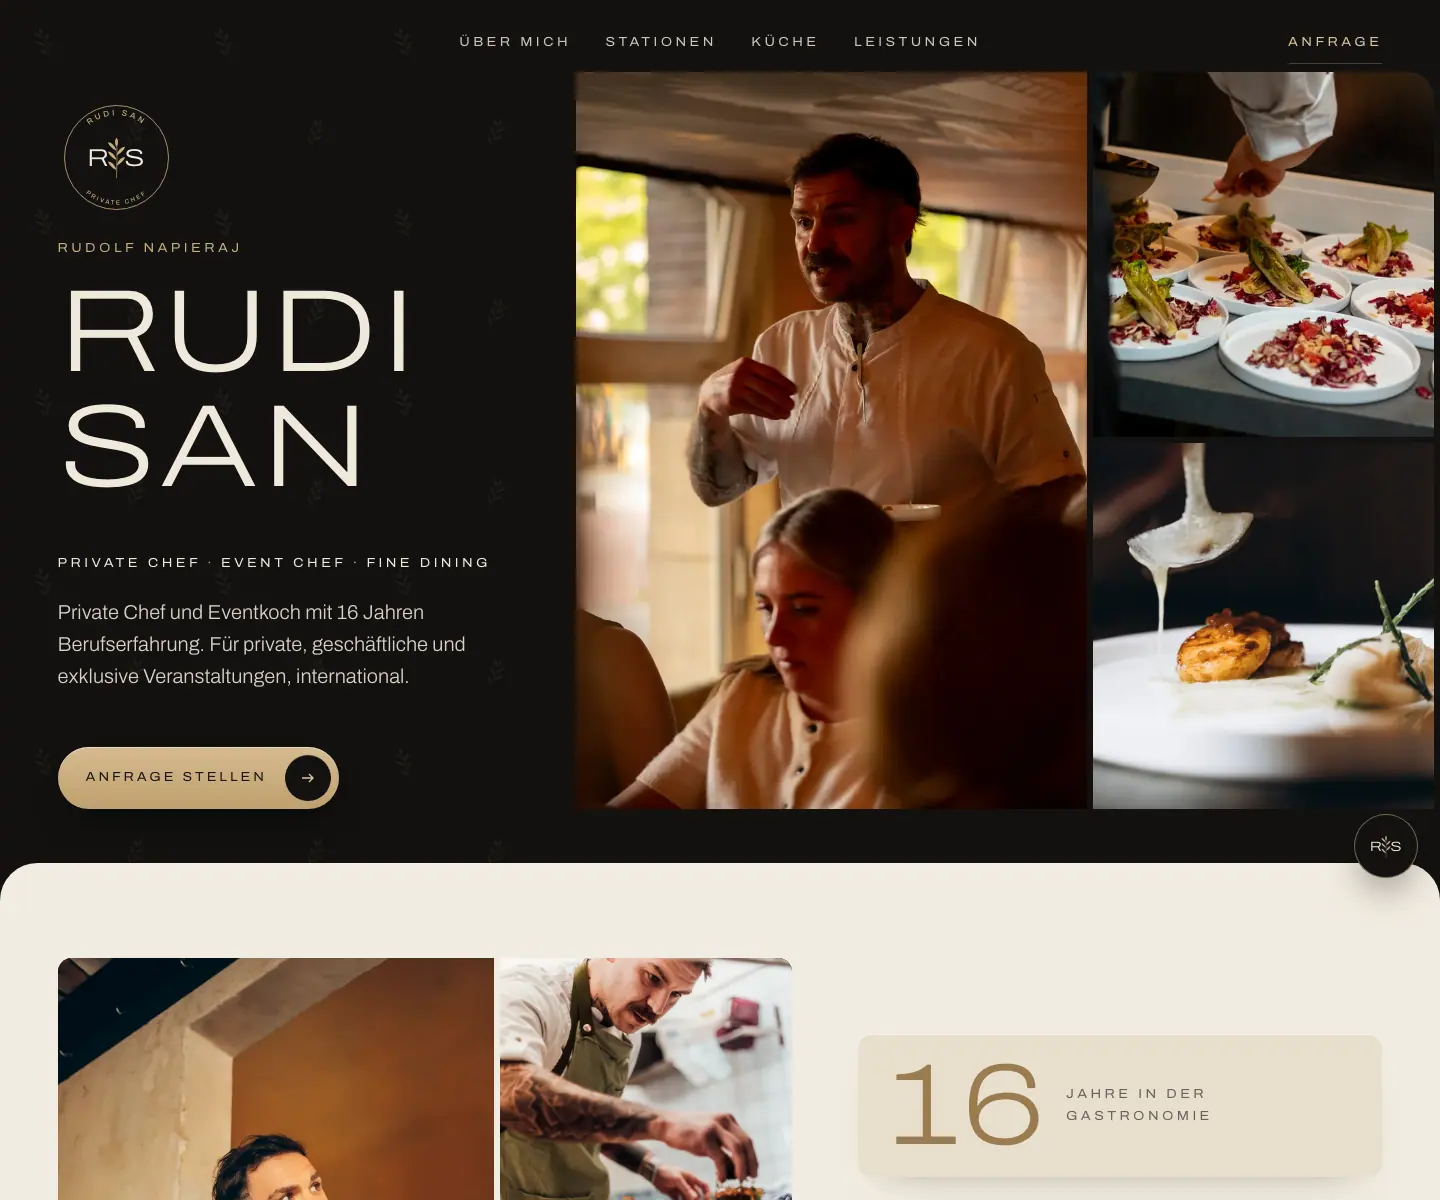 ÜBER MICH
STATIONEN
KÜCHE
LEISTUNGEN
ANFRAGE
RUDI SAN
RS
PRIVATE CHEF
RUDOLF NAPIERAJ
RUDI
SAN
PRIVATE CHEF · EVENT CHEF · FINE DINING
Private Chef und Eventkoch mit 16 Jahren
Berufserfahrung. Für private, geschäftliche und
exklusive Veranstaltungen, international.
ANFRAGE STELLEN →
RS
16
JAHRE IN DER
GASTRONOMIE